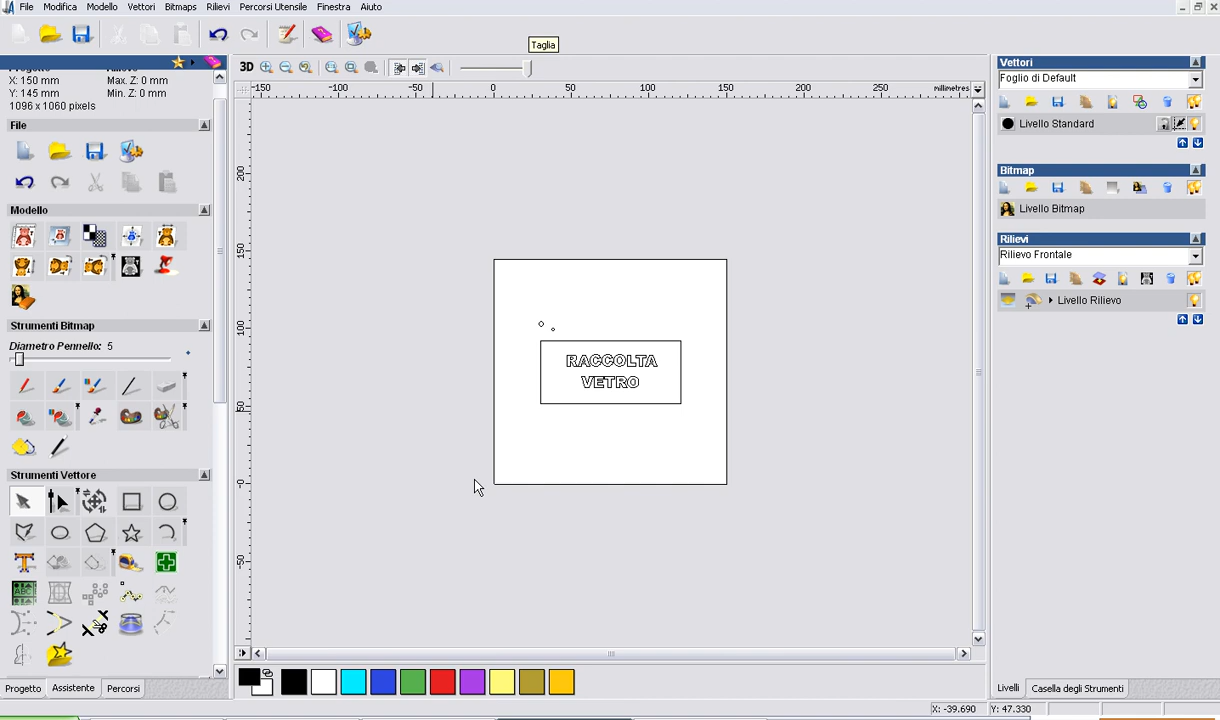 File Modifica Modello Vettori Bitmaps Rilievi Percorsi Utensile Finestra Aiuto
Taglia
X: 150 mm Max. Z: 0 mm
Y: 145 mm Min. Z: 0 mm
1096 x 1060 pixels
File
Modello
Strumenti Bitmap
Diametro Pennello: 5
Strumenti Vettore
Progetto Assistente Percorsi
3D
-150 -100 -50 0 50 100 150 200 250 millimetres
200
150
100
50
-0
-50
RACCOLTA
VETRO
Vettori
Foglio di Default
Livello Standard
Bitmap
Livello Bitmap
Rilievi
Rilievo Frontale
Livello Rilievo
Livelli Casella degli Strumenti
X: -39.690 Y: 47.330